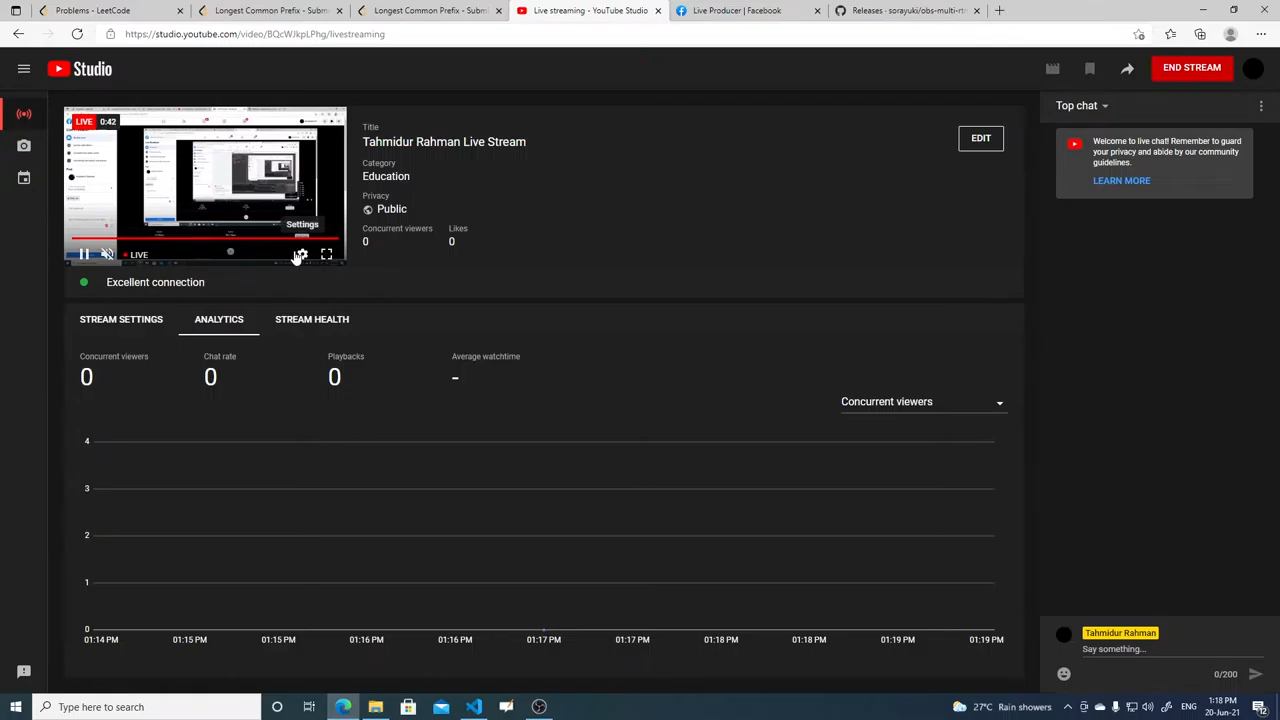 Problems - LeetCode
Longest Common Prefix - Submi
Longest Common Prefix - Submi
Live streaming - YouTube Studio
Live Producer | Facebook
Releases - sorayuki/obs-multi-rt
https://studio.youtube.com/video/BQcWJkpLPhg/livestreaming
Studio
END STREAM
LIVE 0:42
Settings
LIVE
Title
Tahmidur Rahman Live Stream
EDIT
Category
Education
Privacy
Public
Concurrent viewers
Likes
0
0
Excellent connection
STREAM SETTINGS
ANALYTICS
STREAM HEALTH
Concurrent viewers
Chat rate
Playbacks
Average watchtime
0
0
0
-
Concurrent viewers
4
3
2
1
0
01:14 PM
01:15 PM
01:15 PM
01:16 PM
01:16 PM
01:17 PM
01:17 PM
01:18 PM
01:18 PM
01:19 PM
01:19 PM
Top chat
Welcome to live chat! Remember to guard
your privacy and abide by our community
guidelines.
LEARN MORE
Tahmidur Rahman
Say something...
0/200
Type here to search
27°C Rain showers
ENG
1:18 PM
20-Jun-21
12